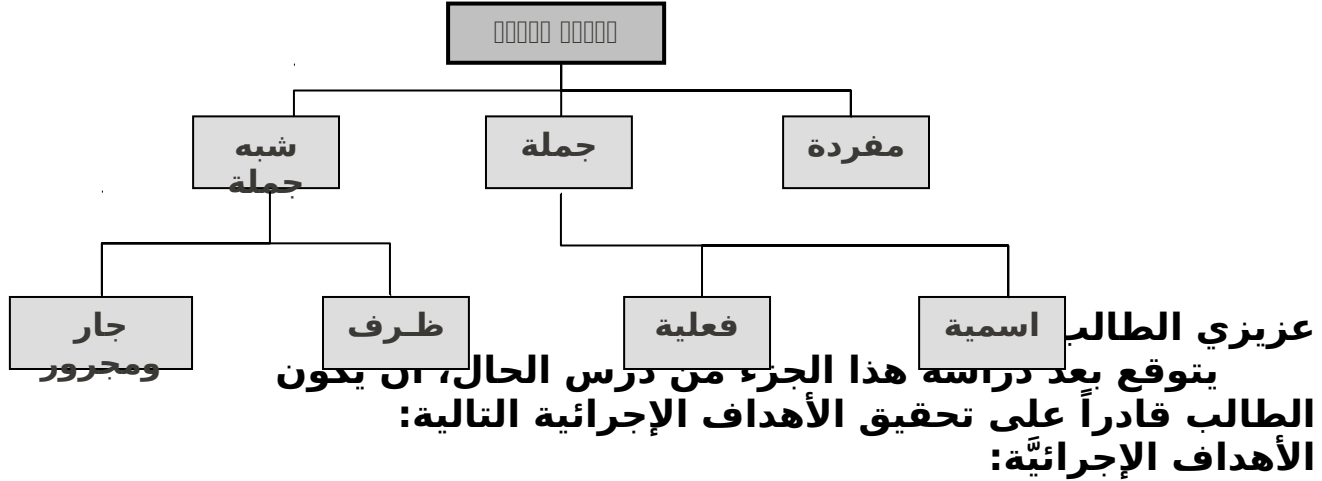 مفردة
جملة
شبه
جملة
اسمية
فعلية
ظـرف
جار
ومجرور
عزيزي الطالب
يتوقع بعد دراسة هذا الجزء من درس الحال، أن يكون
الطالب قادراً على تحقيق الأهداف الإجرائية التالية:
الأهداف الإجرائيَّة: